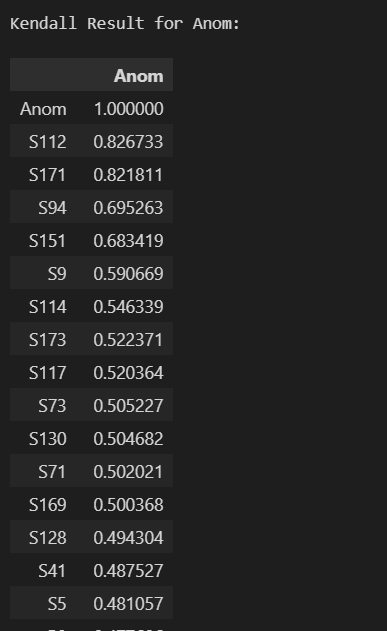 Kendall Result for Anom:
Anom
Anom 1.000000
S112 0.826733
S171 0.821811
S94 0.695263
S151 0.683419
S9 0.590669
S114 0.546339
S173 0.522371
S117 0.520364
S73 0.505227
S130 0.504682
S71 0.502021
S169 0.500368
S128 0.494304
S41 0.487527
S5 0.481057